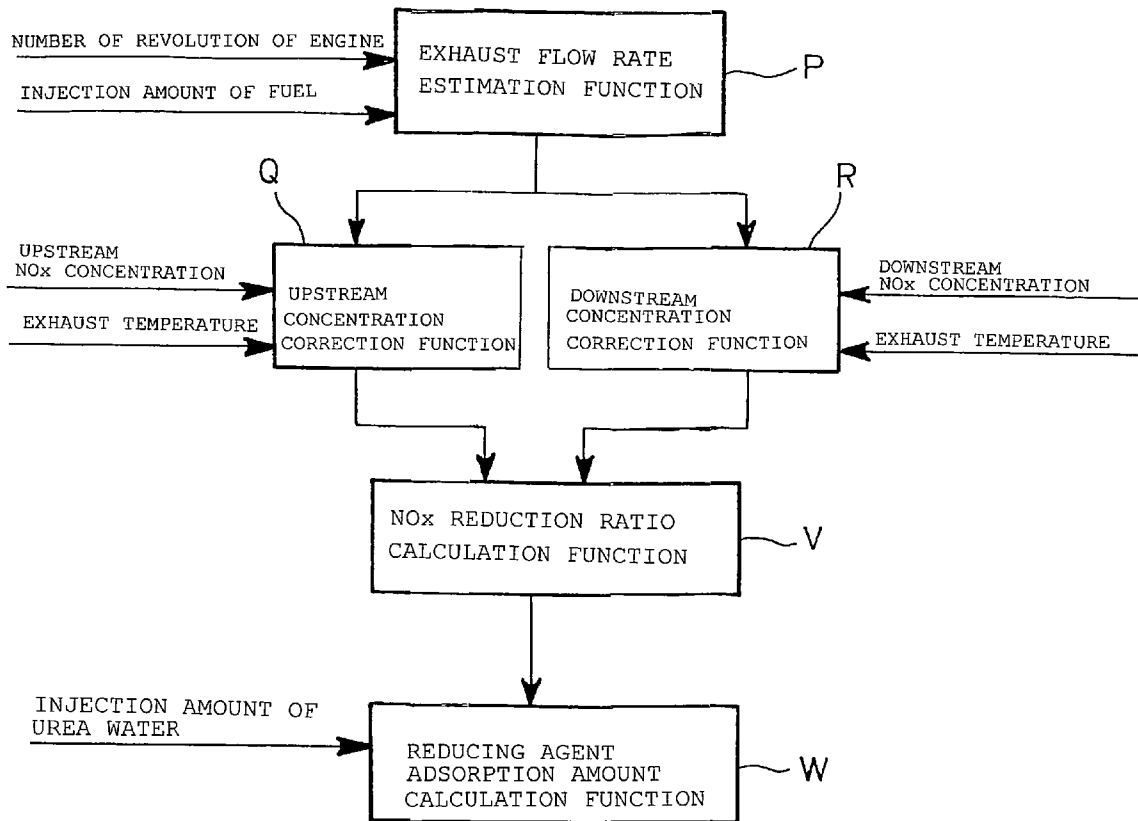 NUMBER OF REVOLUTION OF ENGINE
INJECTION AMOUNT OF FUEL
EXHAUST FLOW RATE
ESTIMATION FUNCTION
P
Q
R
UPSTREAM
NOx CONCENTRATION
EXHAUST TEMPERATURE
UPSTREAM
CONCENTRATION
CORRECTION FUNCTION
DOWNSTREAM
CONCENTRATION
CORRECTION FUNCTION
DOWNSTREAM
NOx CONCENTRATION
EXHAUST TEMPERATURE
NOx REDUCTION RATIO
CALCULATION FUNCTION
V
INJECTION AMOUNT OF
UREA WATER
REDUCING AGENT
ADSORPTION AMOUNT
CALCULATION FUNCTION
W